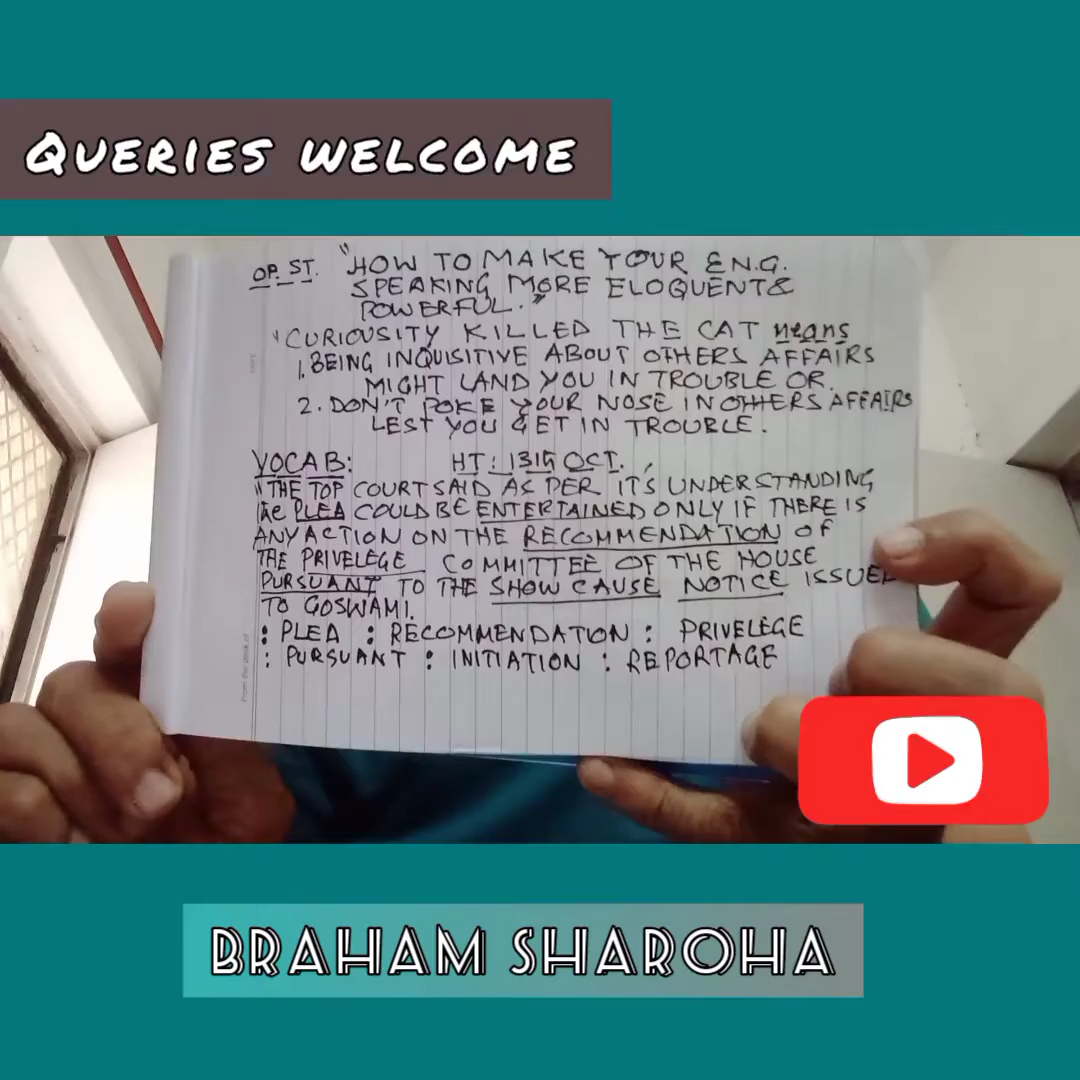 QUERIES WELCOME
OP. ST. "HOW TO MAKE YOUR ENG.
SPEAKING MORE ELOQUENT &
POWERFUL."
"CURIOUSITY KILLED THE CAT means
1. BEING INQUISITIVE ABOUT OTHERS AFFAIRS
MIGHT LAND YOU IN TROUBLE OR.
2. DON'T POKE YOUR NOSE IN OTHERS AFFAIRS
LEST YOU GET IN TROUBLE.
VOCAB: HT: OCT.
"THE TOP COURT SAID AS PER IT'S UNDERSTANDING
the PLEA COULD BE ENTERTAINED ONLY IF THERE IS
ANY ACTION ON THE RECOMMENDATION OF
THE PRIVELEGE COMMITTEE OF THE HOUSE
PURSUANT TO THE SHOW CAUSE NOTICE ISSUED
TO GOSWAMI.
: PLEA : RECOMMENDATION : PRIVELEGE
: PURSUANT : INITIATION : REPORTAGE
BRAHAM SHAROHA